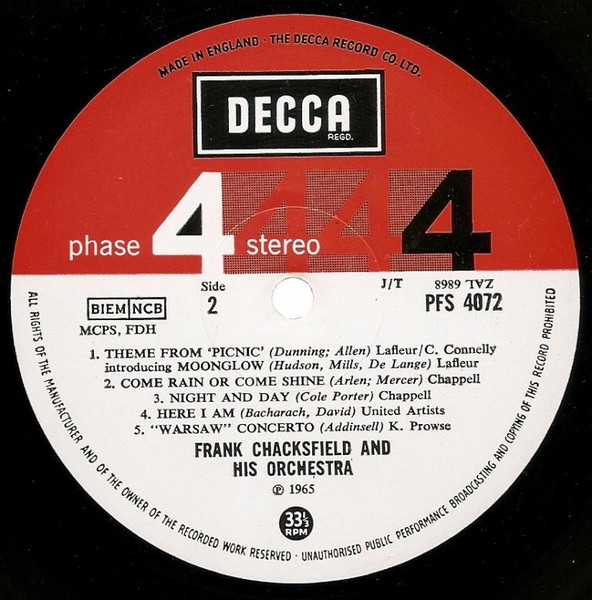 MADE IN ENGLAND · THE DECCA RECORD CO. LTD.
DECCA
REGD.
phase 4 stereo 4 4 4
Side
2
J/T
ZAL 6868
BIEM NCB
PFS 4072
MCPS, FDH
1. THEME FROM ‘PICNIC’ (Dunning; Allen) Lafleur/C. Connelly
introducing MOONGLOW (Hudson, Mills, De Lange) Lafleur
2. COME RAIN OR COME SHINE (Arlen; Mercer) Chappell
3. NIGHT AND DAY (Cole Porter) Chappell
4. HERE I AM (Bacharach, David) United Artists
5. “WARSAW” CONCERTO (Addinsell) K. Prowse
FRANK CHACKSFIELD AND
HIS ORCHESTRA
℗ 1965
33⅓
RPM
ALL RIGHTS OF THE MANUFACTURER AND OF THE OWNER OF THE RECORDED WORK RESERVED · UNAUTHORISED PUBLIC PERFORMANCE BROADCASTING AND COPYING OF THIS RECORD PROHIBITED